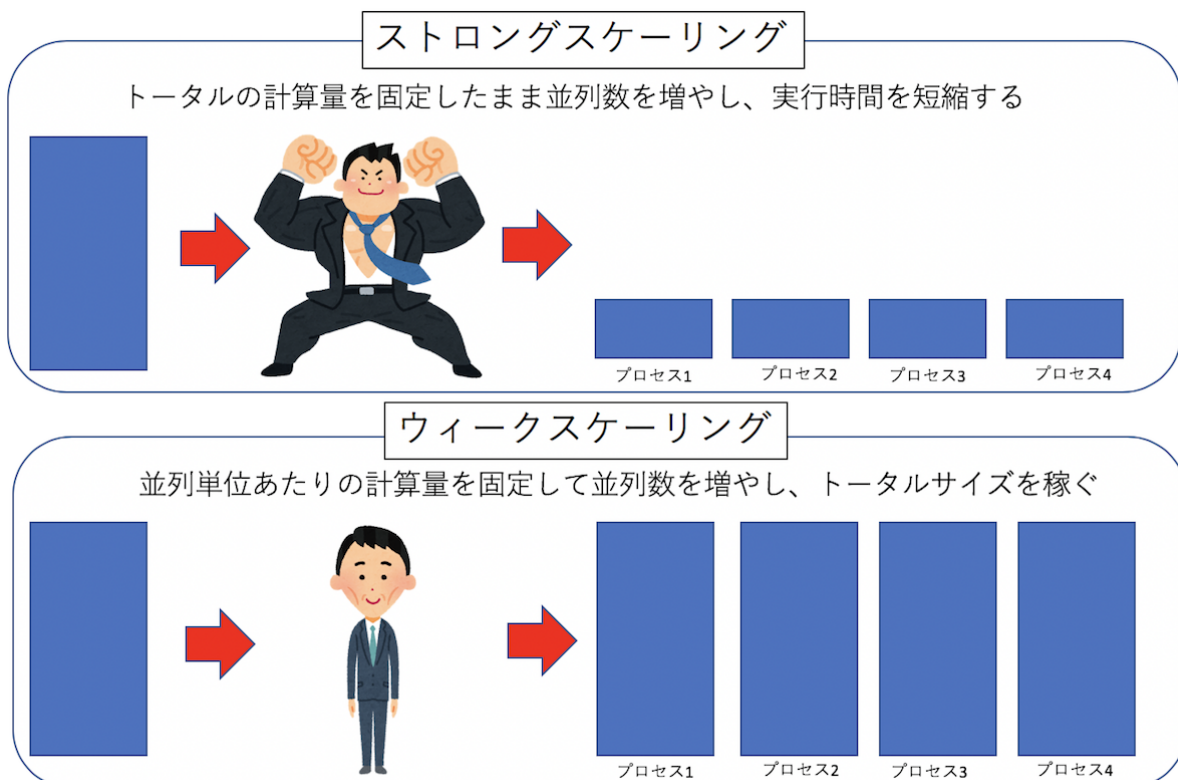 ストロングスケーリング
トータルの計算量を固定したまま並列数を増やし、実行時間を短縮する
プロセス1
プロセス2
プロセス3
プロセス4
ウィークスケーリング
並列単位あたりの計算量を固定して並列数を増やし、トータルサイズを稼ぐ
プロセス1
プロセス2
プロセス3
プロセス4